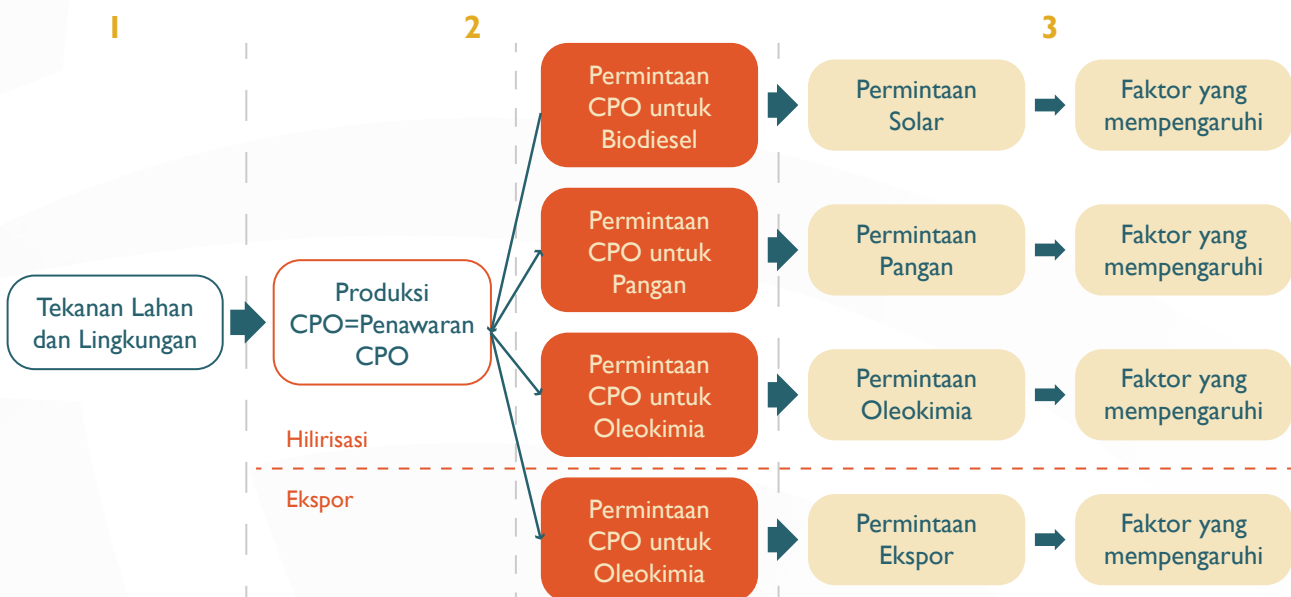 1
2
3
Tekanan Lahan
dan Lingkungan
Produksi
CPO=Penawaran
CPO
Hilirisasi
Ekspor
Permintaan
CPO untuk
Biodiesel
Permintaan
Solar
Faktor yang
mempengaruhi
Permintaan
CPO untuk
Pangan
Permintaan
Pangan
Faktor yang
mempengaruhi
Permintaan
CPO untuk
Oleokimia
Permintaan
Oleokimia
Faktor yang
mempengaruhi
Permintaan
CPO untuk
Oleokimia
Permintaan
Ekspor
Faktor yang
mempengaruhi